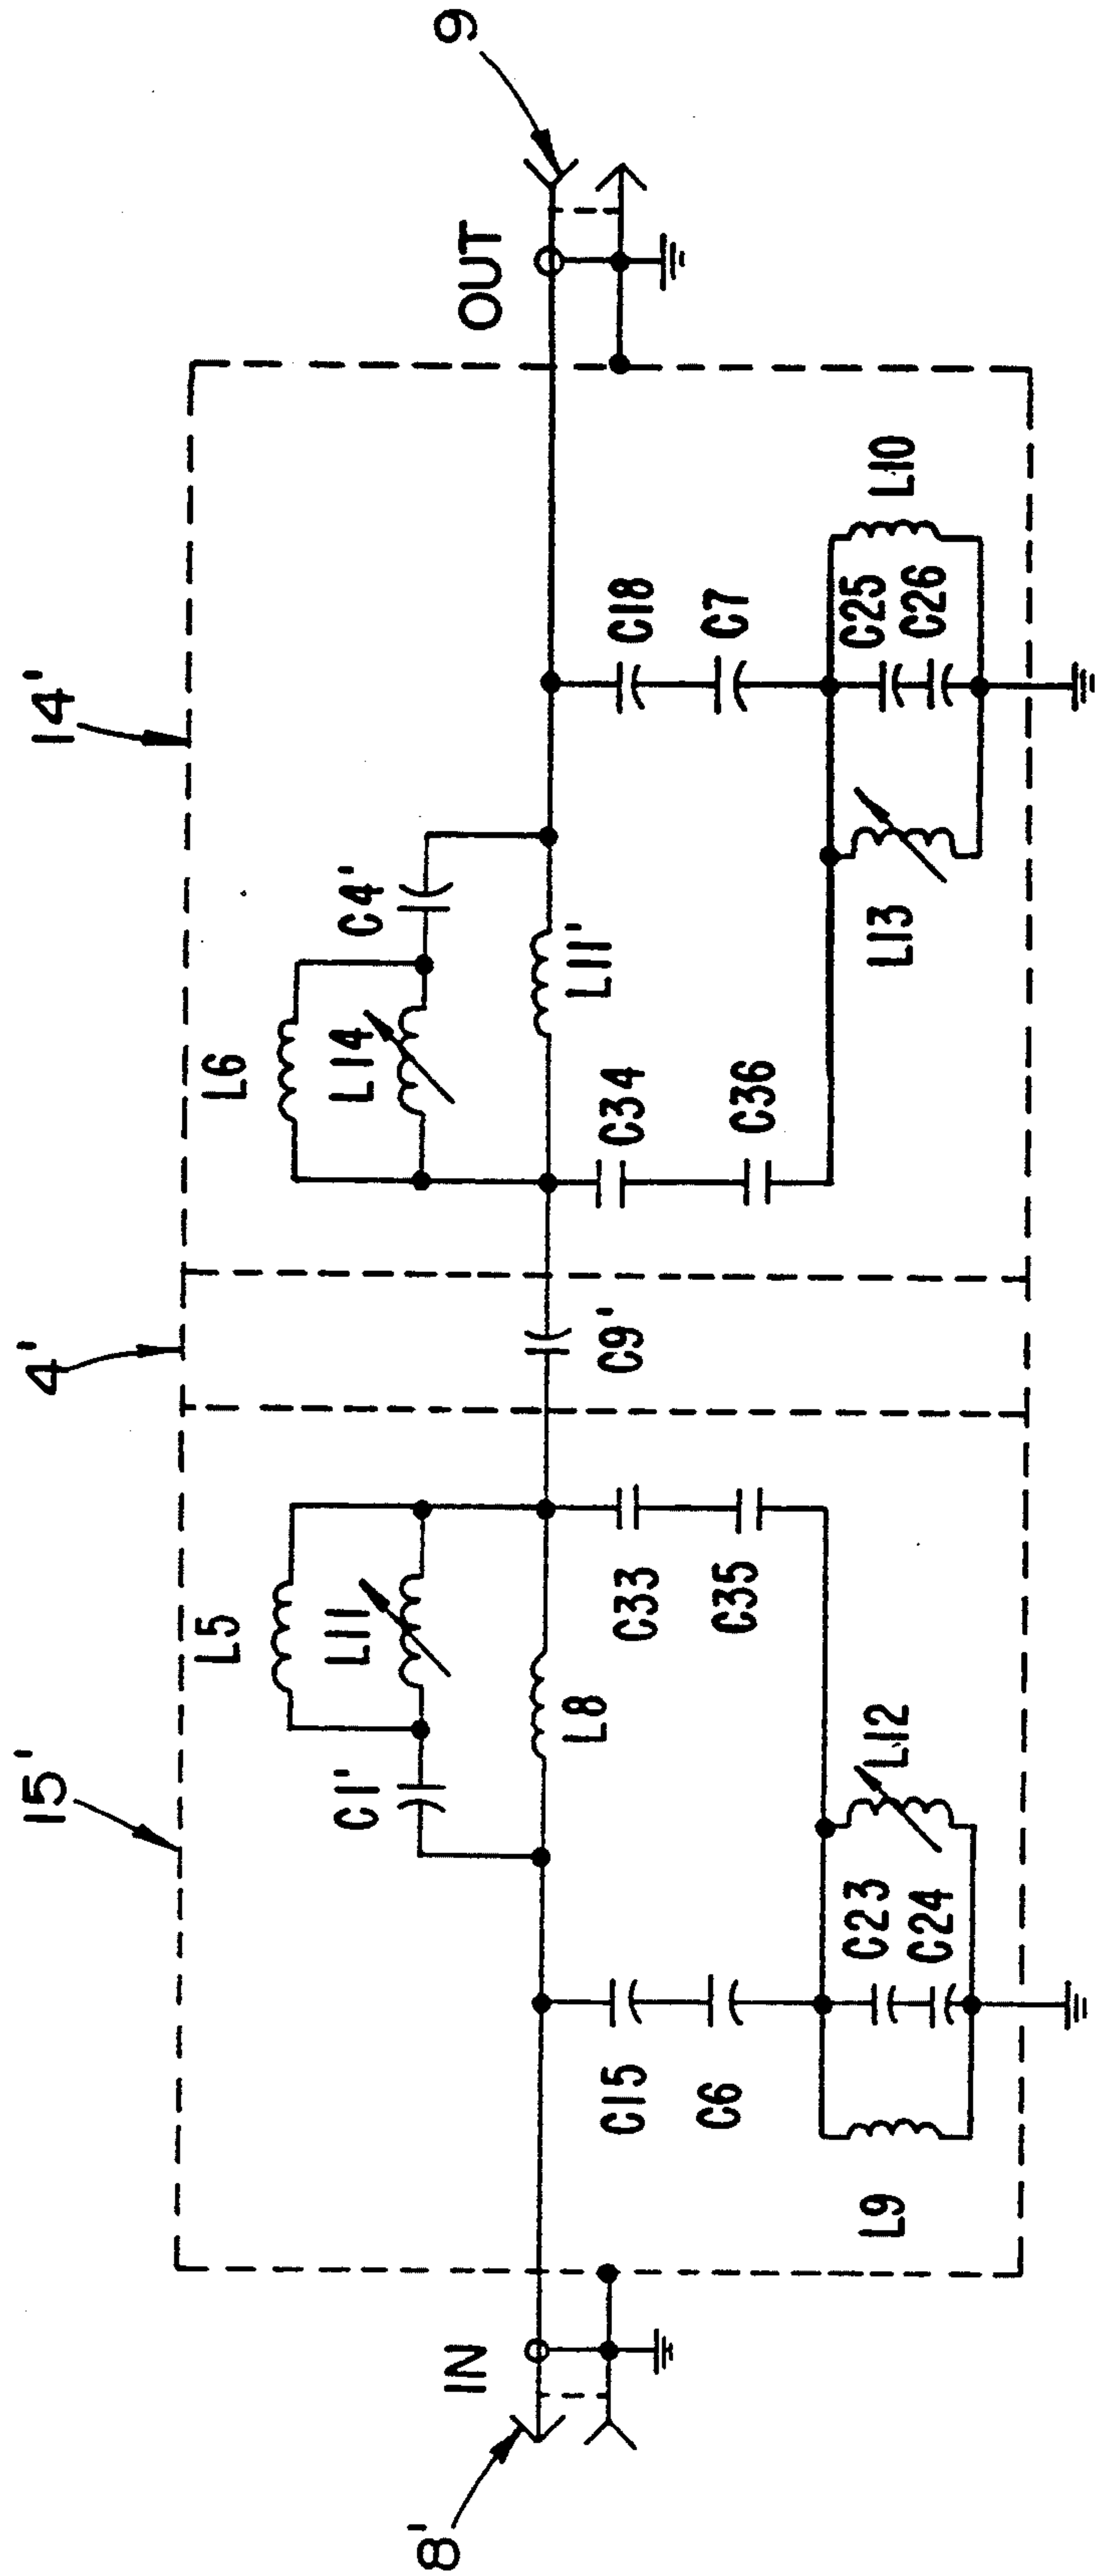 15'
4'
14'
9
8'
IN
OUT
L5
L11
C1'
L8
C9'
L6
L14
C4'
L11'
C15
C6
C33
C35
C34
C36
C18
C7
L9
C23
C24
L12
L13
C25
C26
L10